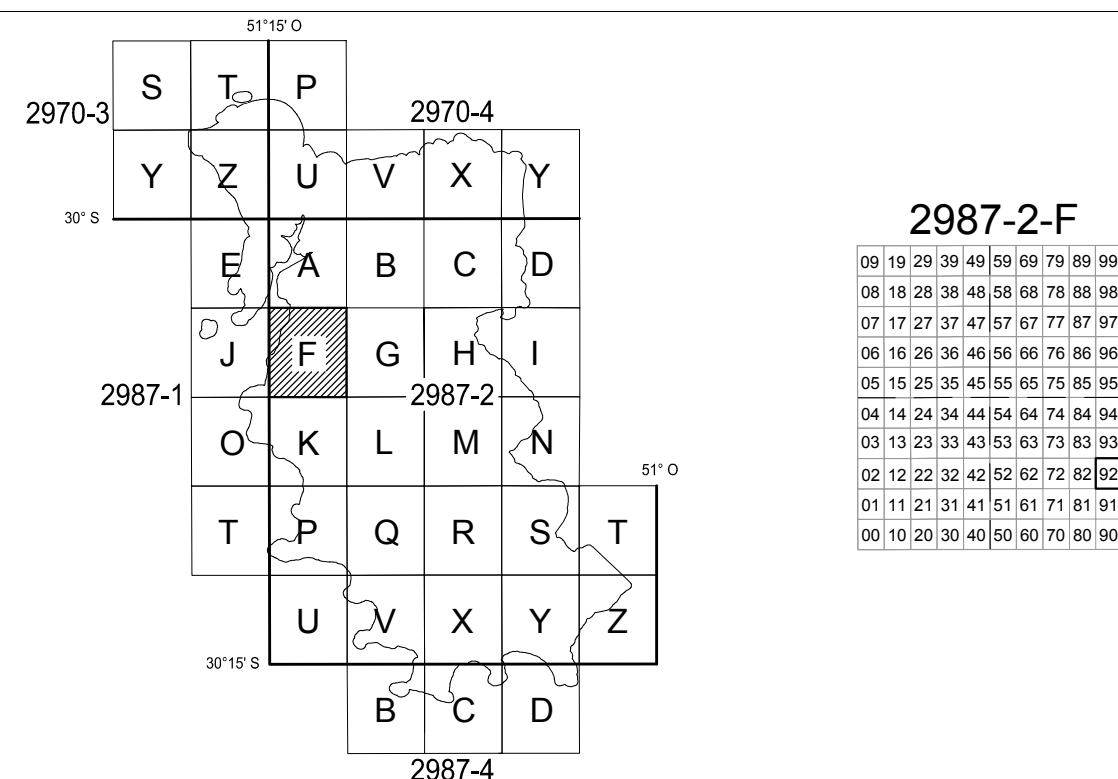 51°15' O
S T P
2970-3 2970-4
Y Z U V X Y
30° S
E A B C D
J F G H I
2987-1 2987-2
O K L M N
51° O
T P Q R S T
U V X Y Z
30°15' S
B C D
2987-4
2987-2-F
09 19 29 39 49 59 69 79 89 99
08 18 28 38 48 58 68 78 88 98
07 17 27 37 47 57 67 77 87 97
06 16 26 36 46 56 66 76 86 96
05 15 25 35 45 55 65 75 85 95
04 14 24 34 44 54 64 74 84 94
03 13 23 33 43 53 63 73 83 93
02 12 22 32 42 52 62 72 82 92
01 11 21 31 41 51 61 71 81 91
00 10 20 30 40 50 60 70 80 90